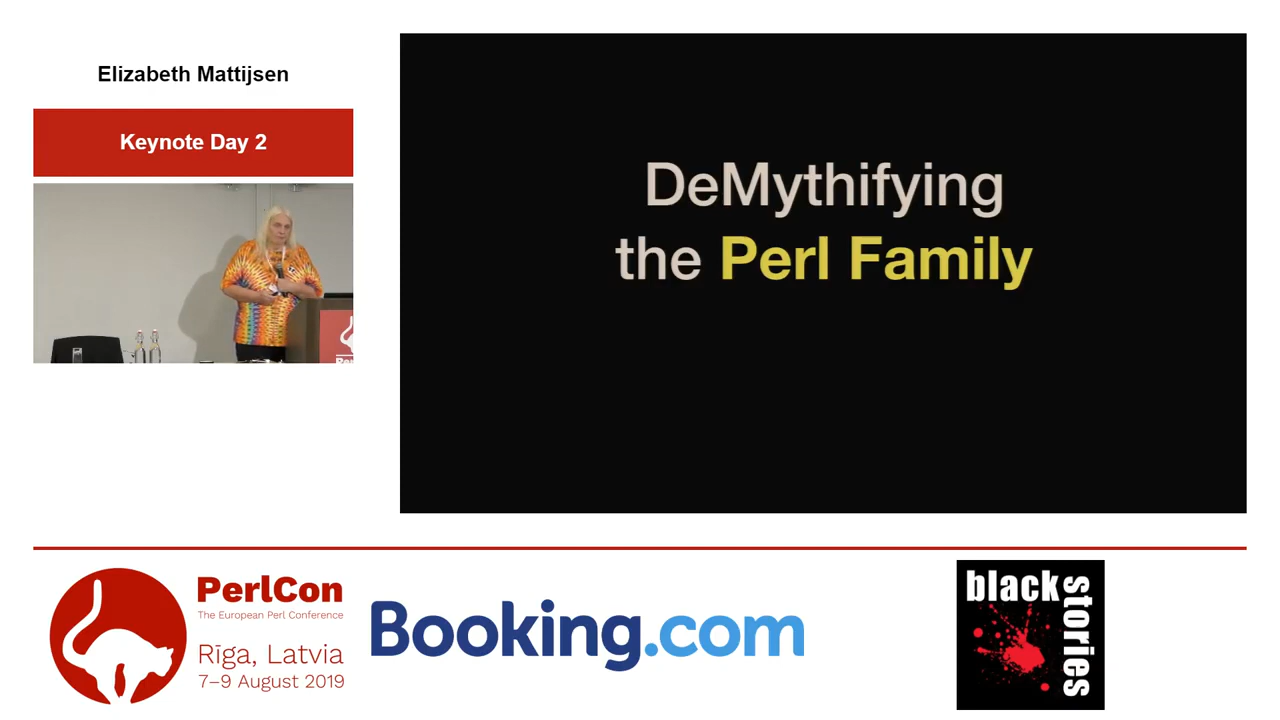 Elizabeth Mattijsen
Keynote Day 2
DeMythifying
the Perl Family
PerlCon
The European Perl Conference
Rīga, Latvia
7–9 August 2019
Booking.com
black
stories